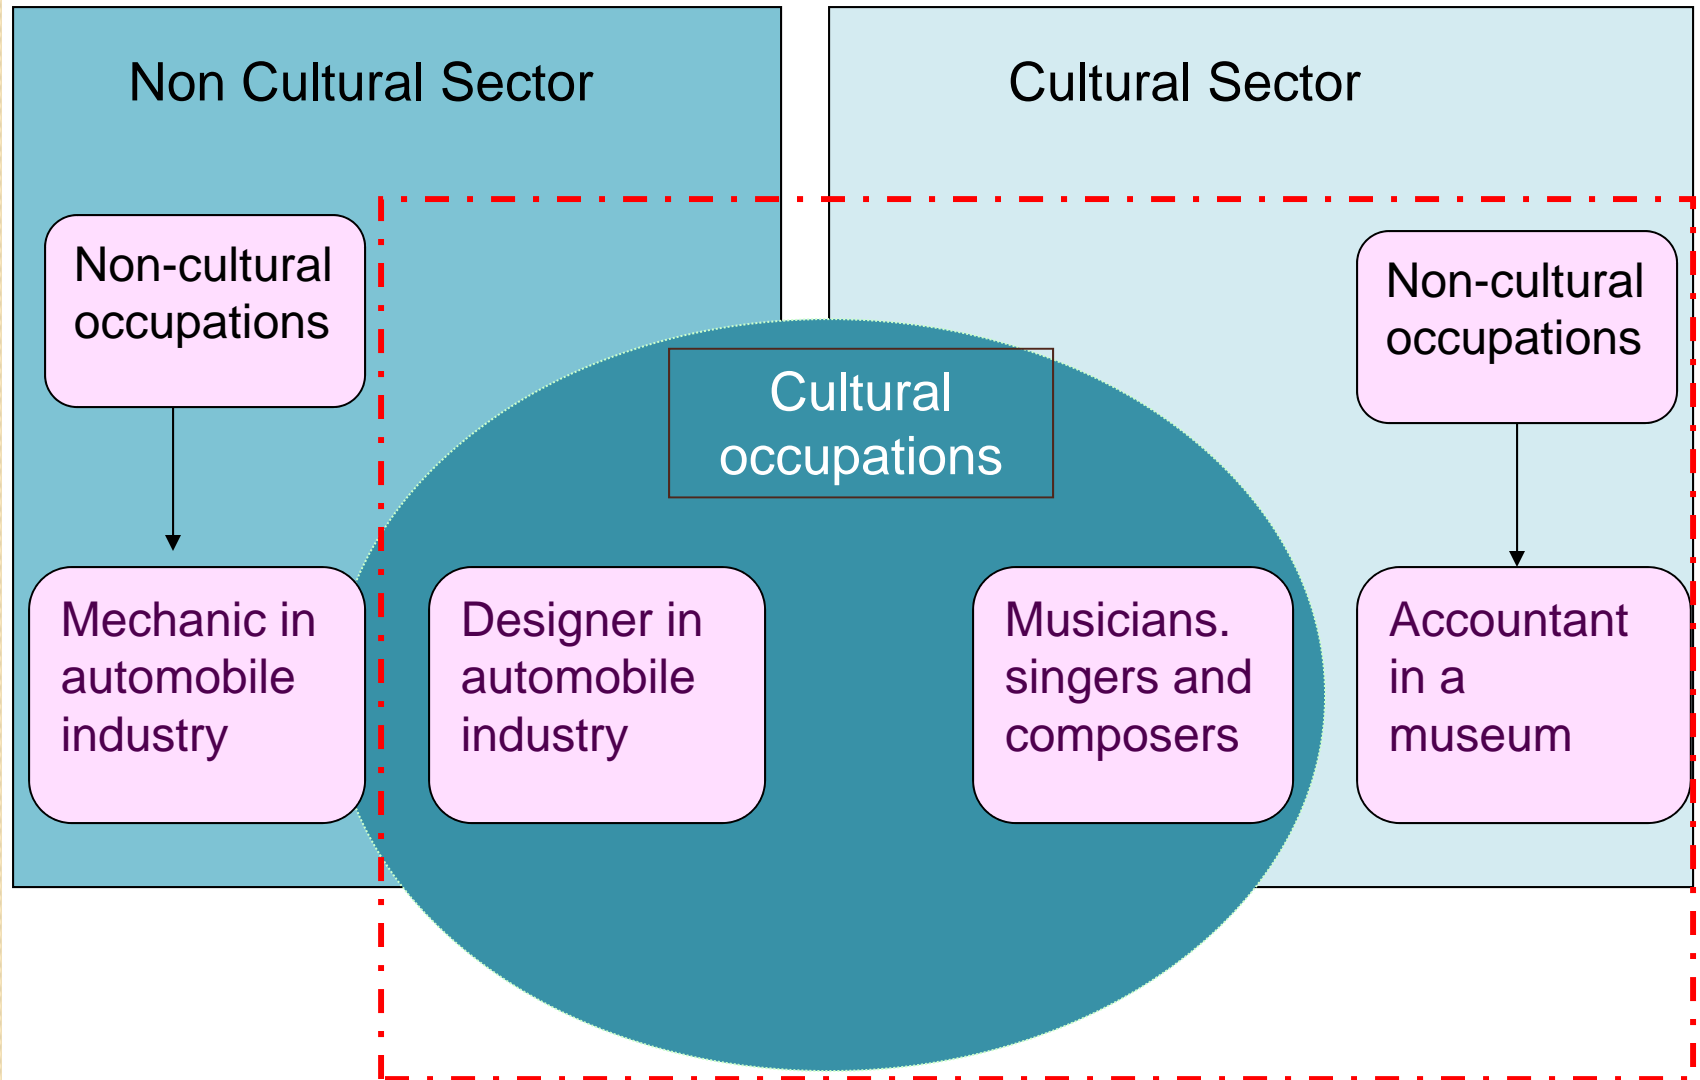 Non Cultural Sector
Cultural Sector
Non-cultural
occupations
Non-cultural
occupations
Cultural
occupations
Mechanic in
automobile
industry
Designer in
automobile
industry
Musicians.
singers and
composers
Accountant
in a
museum